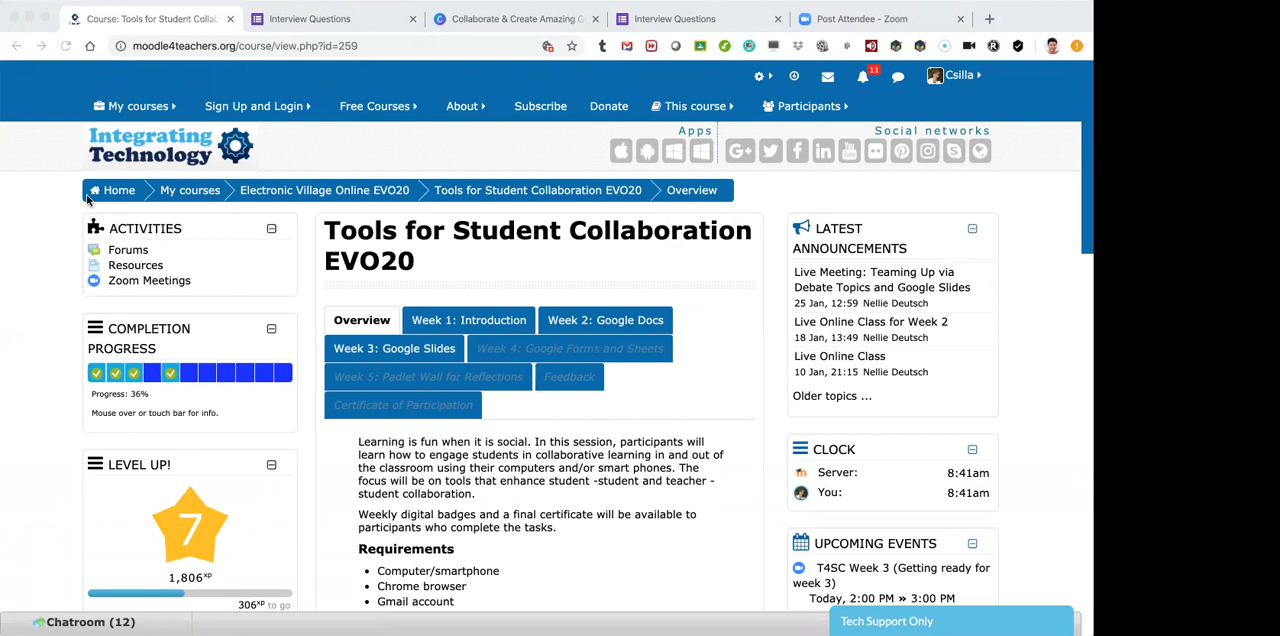 Course: Tools for Student Collab
Interview Questions
Collaborate & Create Amazing G
Interview Questions
Post Attendee - Zoom
moodle4teachers.org/course/view.php?id=259
11
Csilla
My courses
Sign Up and Login
Free Courses
About
Subscribe
Donate
This course
Participants
Integrating
Technology
Apps
Social networks
Home
My courses
Electronic Village Online EVO20
Tools for Student Collaboration EVO20
Overview
ACTIVITIES
Forums
Resources
Zoom Meetings
COMPLETION
PROGRESS
Progress: 36%
Mouse over or touch bar for info.
LEVEL UP!
7
1,806xp
306xp to go
Tools for Student Collaboration
EVO20
Overview
Week 1: Introduction
Week 2: Google Docs
Week 3: Google Slides
Week 4: Google Forms and Sheets
Week 5: Padlet Wall for Reflections
Feedback
Certificate of Participation
Learning is fun when it is social. In this session, participants will
learn how to engage students in collaborative learning in and out of
the classroom using their computers and/or smart phones. The
focus will be on tools that enhance student -student and teacher -
student collaboration.
Weekly digital badges and a final certificate will be available to
participants who complete the tasks.
Requirements
Computer/smartphone
Chrome browser
Gmail account
LATEST
ANNOUNCEMENTS
Live Meeting: Teaming Up via
Debate Topics and Google Slides
25 Jan, 12:59 Nellie Deutsch
Live Online Class for Week 2
18 Jan, 13:49 Nellie Deutsch
Live Online Class
10 Jan, 21:15 Nellie Deutsch
Older topics ...
CLOCK
Server: 8:41am
You: 8:41am
UPCOMING EVENTS
T4SC Week 3 (Getting ready for
week 3)
Today, 2:00 PM » 3:00 PM
Chatroom (12)
Tech Support Only